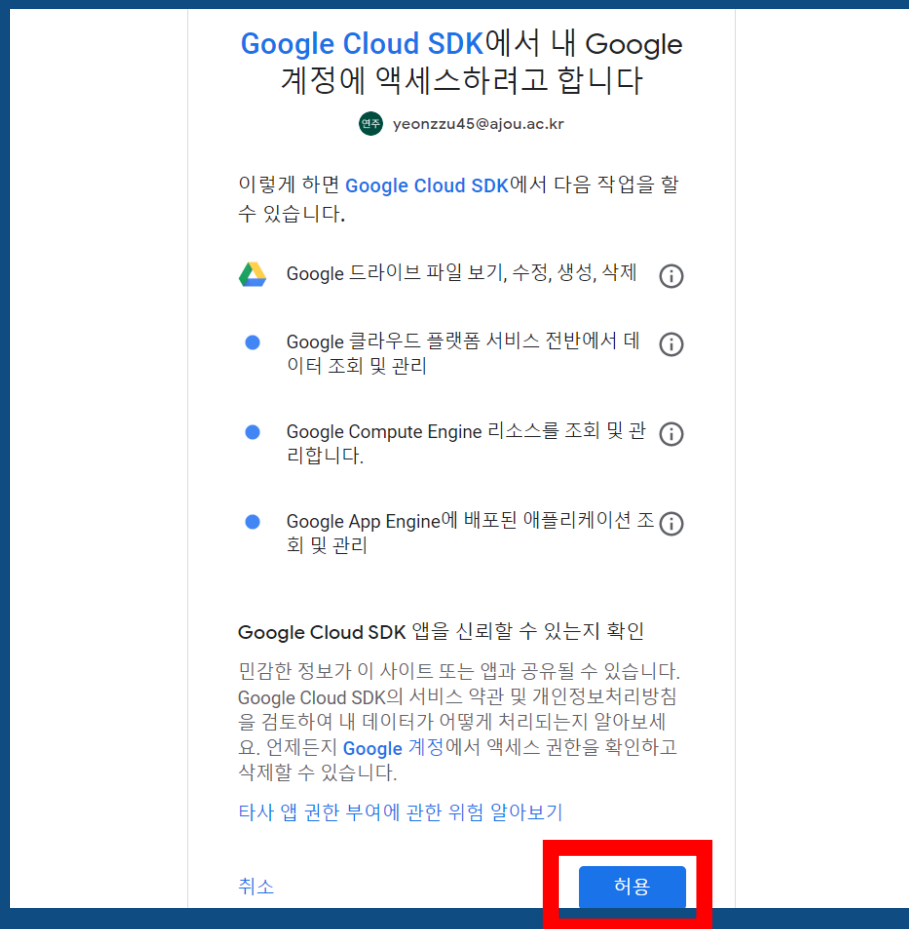 Google Cloud SDK에서 내 Google
계정에 액세스하려고 합니다
연주 yeonzzu45@ajou.ac.kr
이렇게 하면 Google Cloud SDK에서 다음 작업을 할
수 있습니다.
Google 드라이브 파일 보기, 수정, 생성, 삭제
Google 클라우드 플랫폼 서비스 전반에서 데
이터 조회 및 관리
Google Compute Engine 리소스를 조회 및 관
리합니다.
Google App Engine에 배포된 애플리케이션 조
회 및 관리
Google Cloud SDK 앱을 신뢰할 수 있는지 확인
민감한 정보가 이 사이트 또는 앱과 공유될 수 있습니다.
Google Cloud SDK의 서비스 약관 및 개인정보처리방침
을 검토하여 내 데이터가 어떻게 처리되는지 알아보세
요. 언제든지 Google 계정에서 액세스 권한을 확인하고
삭제할 수 있습니다.
타사 앱 권한 부여에 관한 위험 알아보기
취소
허용